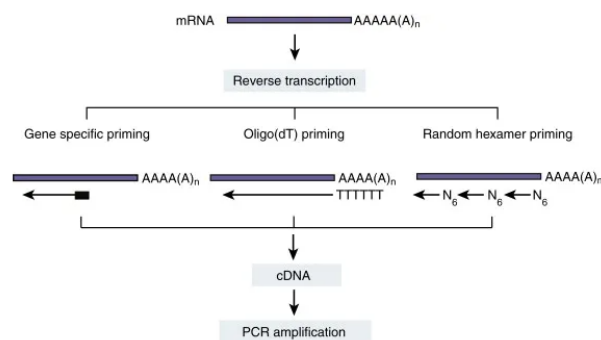 mRNA AAAAA(A)n
Reverse transcription
Gene specific priming Oligo(dT) priming Random hexamer priming
AAAA(A)n AAAA(A)n AAAA(A)n
TTTTTT N6 N6 N6
cDNA
PCR amplification